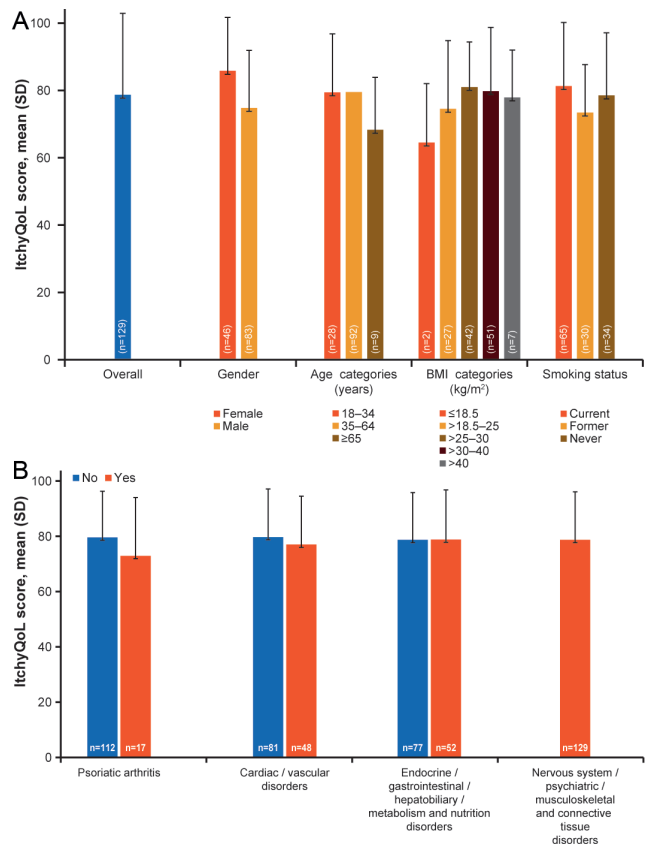 A
ItchyQoL score, mean (SD)
100
80
60
40
20
0
(n=129)
(n=46)
(n=83)
(n=28)
(n=92)
(n=9)
(n=2)
(n=27)
(n=42)
(n=51)
(n=7)
(n=65)
(n=30)
(n=34)
Overall
Gender
Age categories
(years)
BMI categories
(kg/m²)
Smoking status
Female
Male
18–34
35–64
≥65
≤18.5
>18.5–25
>25–30
>30–40
>40
Current
Former
Never
B
No Yes
ItchyQoL score, mean (SD)
100
80
60
40
20
0
n=112
n=17
n=81
n=48
n=77
n=52
n=129
Psoriatic arthritis
Cardiac / vascular
disorders
Endocrine /
gastrointestinal /
hepatobiliary /
metabolism and nutrition
disorders
Nervous system /
psychiatric /
musculoskeletal
and connective
tissue
disorders